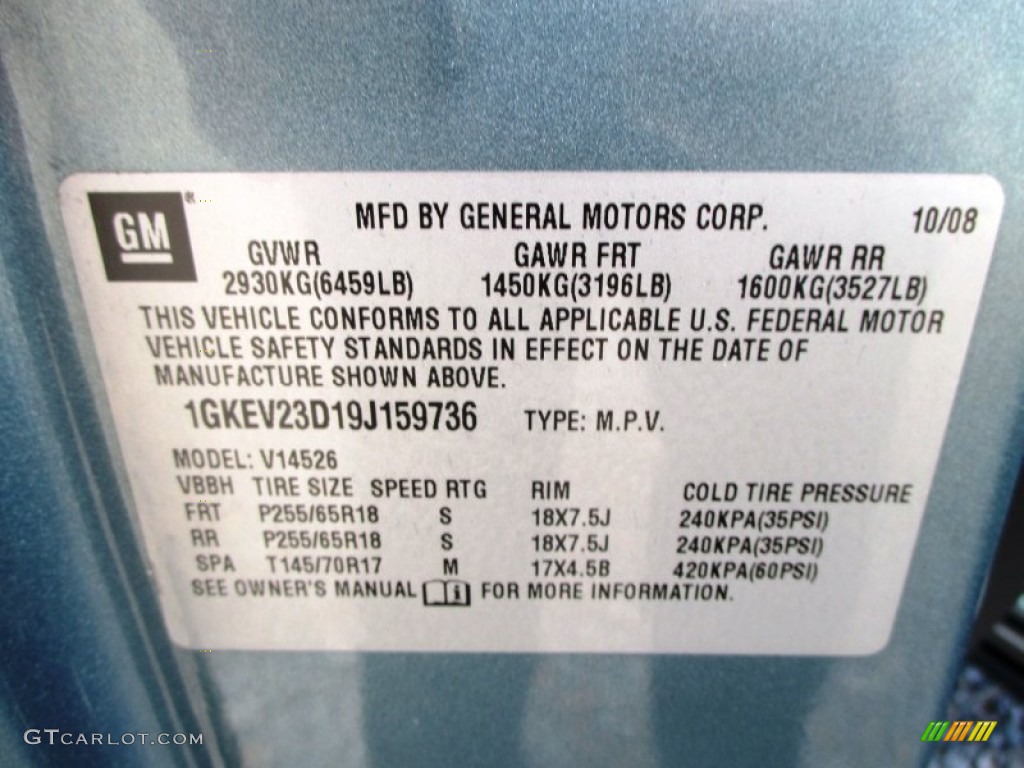 GM®
MFD BY GENERAL MOTORS CORP. 10/08
GVWR GAWR FRT GAWR RR
2930KG(6459LB) 1450KG(3196LB) 1600KG(3527LB)
THIS VEHICLE CONFORMS TO ALL APPLICABLE U.S. FEDERAL MOTOR
VEHICLE SAFETY STANDARDS IN EFFECT ON THE DATE OF
MANUFACTURE SHOWN ABOVE.
1GKEV23D19J159736 TYPE: M.P.V.
MODEL: V14526
VBBH TIRE SIZE SPEED RTG RIM COLD TIRE PRESSURE
FRT P255/65R18 S 18X7.5J 240KPA(35PSI)
RR P255/65R18 S 18X7.5J 240KPA(35PSI)
SPA T145/70R17 M 17X4.5B 420KPA(60PSI)
SEE OWNER'S MANUAL i FOR MORE INFORMATION.
GTCARLOT.COM